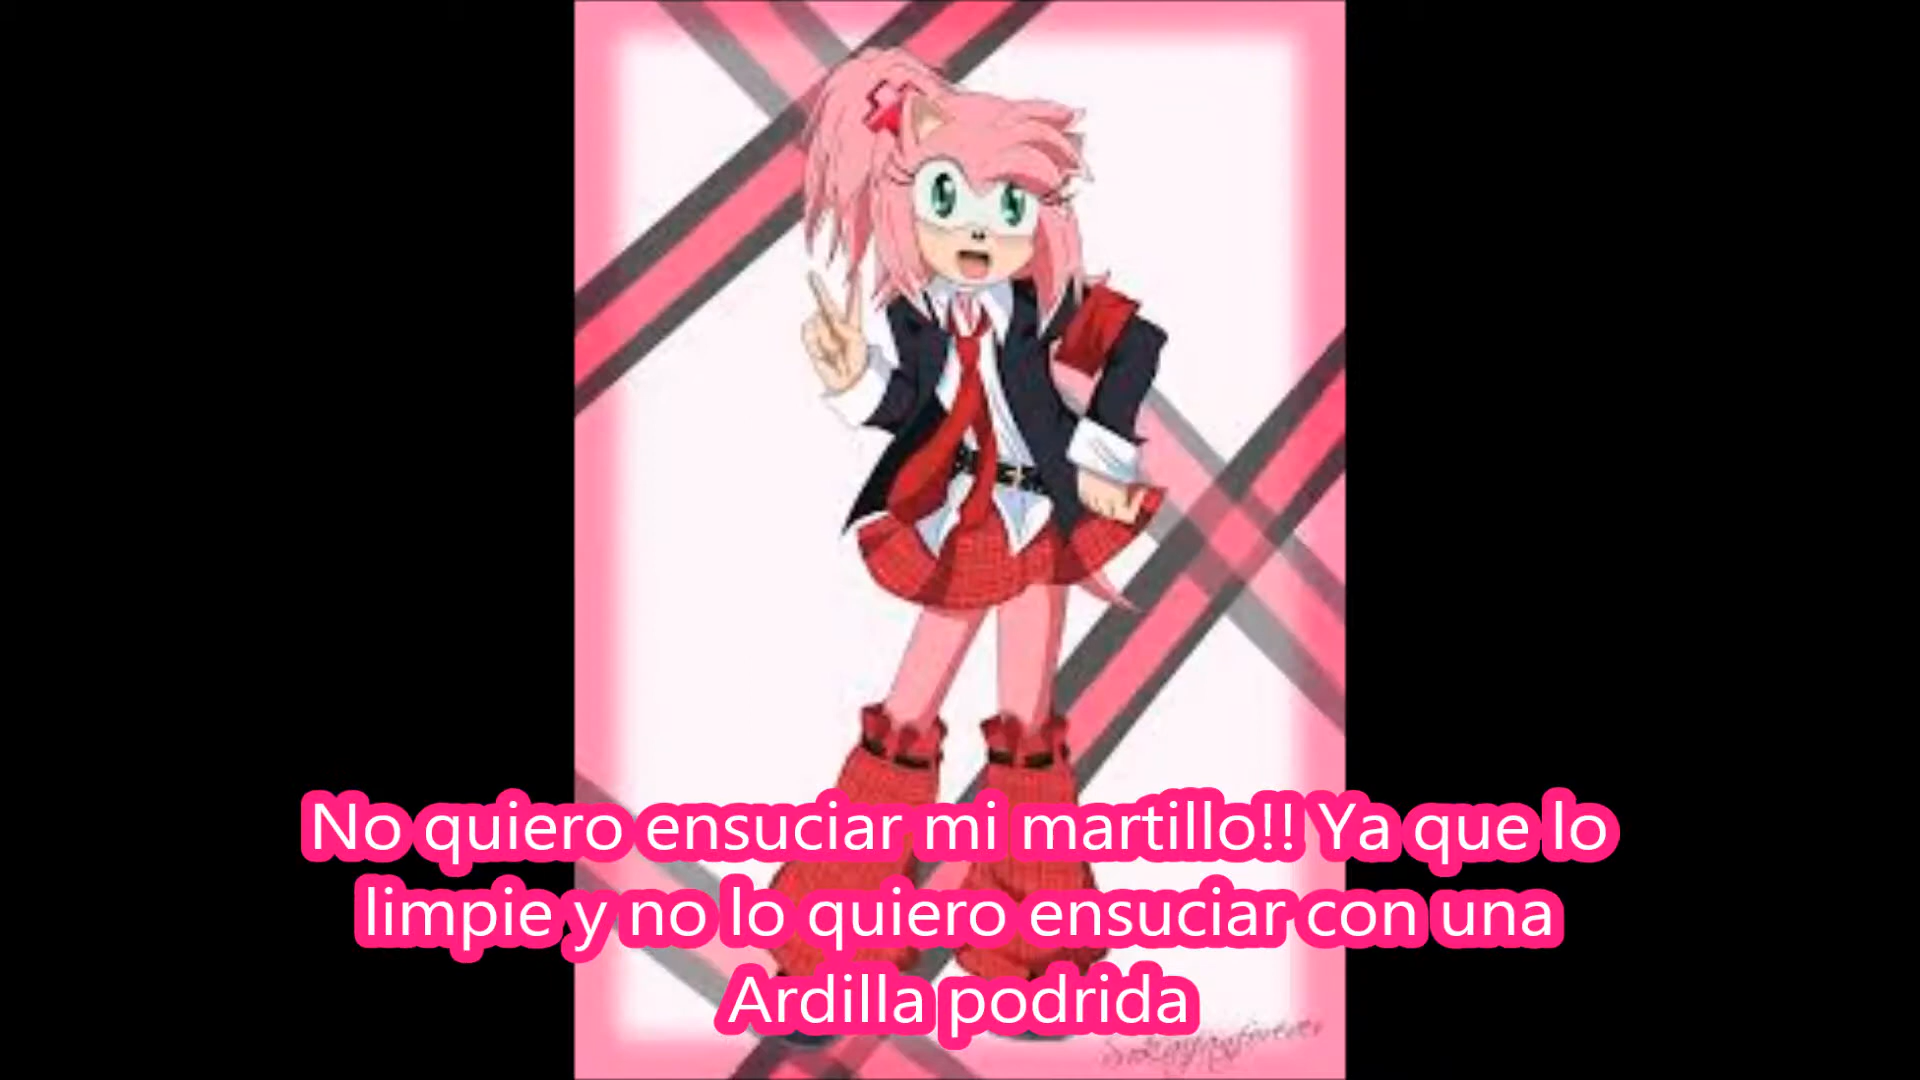 No quiero ensuciar mi martillo!! Ya que lo
limpie y no lo quiero ensuciar con una
Ardilla podrida